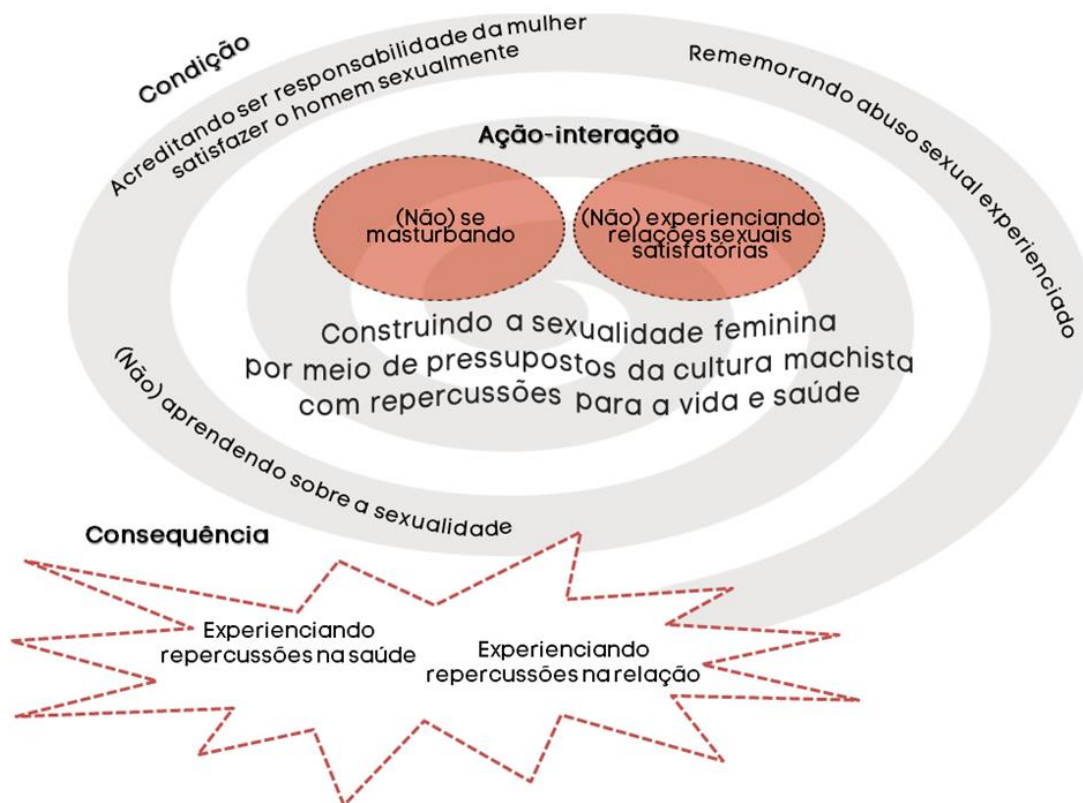 Condição
Acreditando ser responsabilidade da mulher
satisfazer o homem sexualmente
Rememorando abuso sexual experienciado
Ação-interação
(Não) se
masturbando
(Não) experienciando
relações sexuais
satisfatórias
Construindo a sexualidade feminina
por meio de pressupostos da cultura machista
com repercussões para a vida e saúde
(Não) aprendendo sobre a sexualidade
Consequência
Experienciando
repercussões na saúde
Experienciando
repercussões na relação